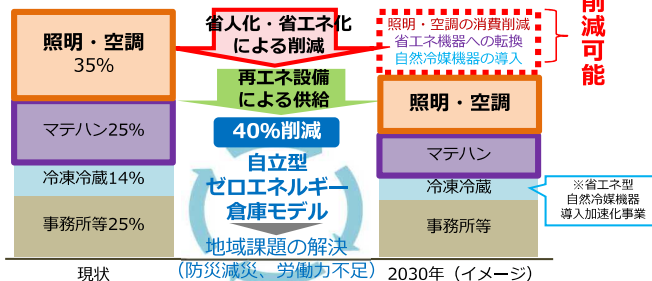 照明・空調
35%
マテハン25%
冷凍冷蔵14%
事務所等25%
現状
省人化・省エネ化
による削減
再エネ設備
による供給
40%削減
自立型
ゼロエネルギー
倉庫モデル
地域課題の解決
（防災減災、労働力不足）
照明・空調の消費削減
省エネ機器への転換
自然冷媒機器の導入
削減可能
照明・空調
マテハン
冷凍冷蔵
事務所等
2030年（イメージ）
※省エネ型
自然冷媒機器
導入加速化事業